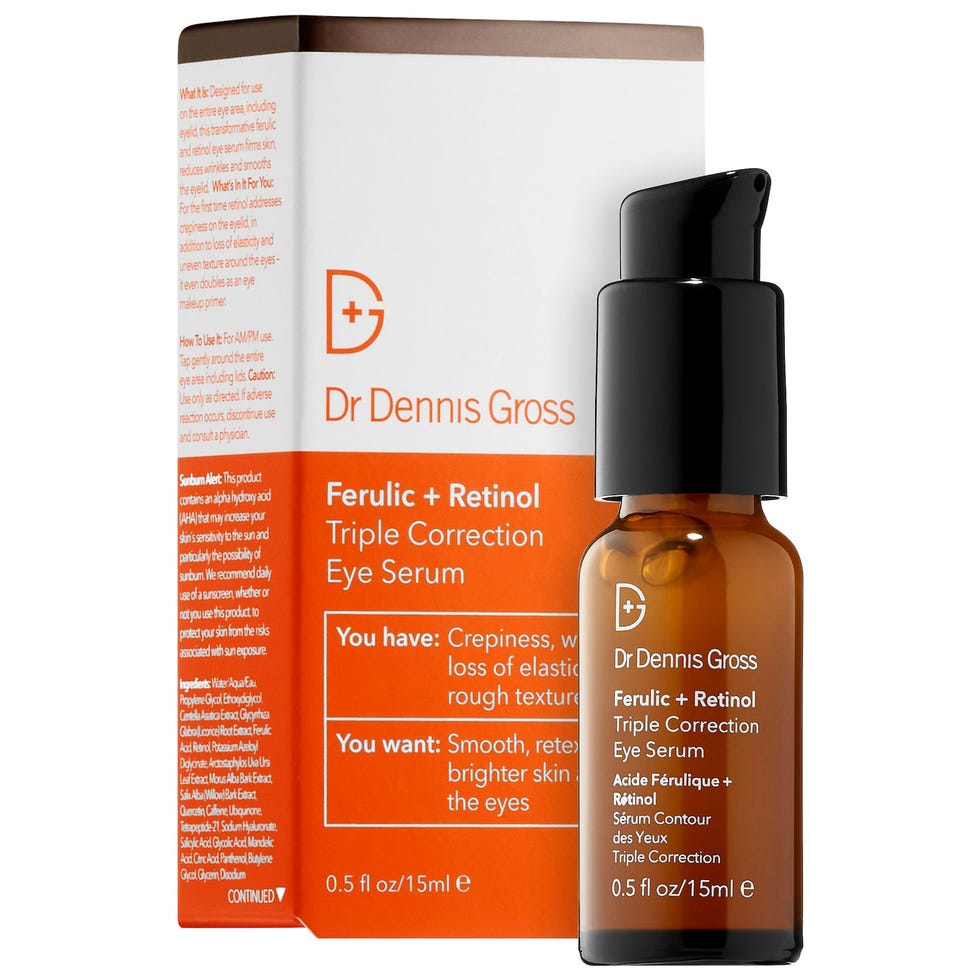 What It Is: Designed for use
on the entire eye area, including
eyelid, this transformative ferulic
and retinol eye serum firms skin,
reduces wrinkles and smooths
the eyelid. What's In It For You:
For the first time retinol addresses
crepiness on the eyelid, in
addition to loss of elasticity and
uneven texture around the eyes -
it even doubles as an eye
makeup primer.
How To Use It: For AM/PM use.
Tap gently around the entire
eye area including lids. Caution:
Use only as directed. If adverse
reaction occurs, discontinue use
and consult a physician.
Sunburn Alert: This product
contains an alpha hydroxy acid
(AHA) that may increase your
skin's sensitivity to the sun and
particularly the possibility of
sunburn. We recommend daily
use of a sunscreen, whether or
not you use this product, to
protect your skin from the risks
associated with sun exposure.
Ingredients: Water/Aqua/Eau,
Propylene Glycol, Ethoxydiglycol,
Centella Asiatica Extract, Glycyrrhiza
Glabra (Licorice) Root Extract, Ferulic
Acid, Retinol, Potassium Azeloyl
Diglycinate, Arctostaphylos Uva Ursi
Leaf Extract, Morus Alba Bark Extract,
Salix Alba (Willow) Bark Extract,
Quercetin, Caffeine, Ubiquinone,
Tetrapeptide-21, Sodium Hyaluronate,
Salicylic Acid, Glycolic Acid, Mandelic
Acid, Citric Acid, Panthenol, Butylene
Glycol, Glycerin, Disodium
CONTINUED
Dr Dennis Gross
Ferulic + Retinol
Triple Correction
Eye Serum
You have: Crepiness, w
loss of elastic
rough texture
You want: Smooth, retex
brighter skin
the eyes
0.5 fl oz/15ml e
Dr Dennis Gross
Ferulic + Retinol
Triple Correction
Eye Serum
Acide Férulique +
Rétinol
Sérum Contour
des Yeux
Triple Correction
0.5 fl oz/15ml e